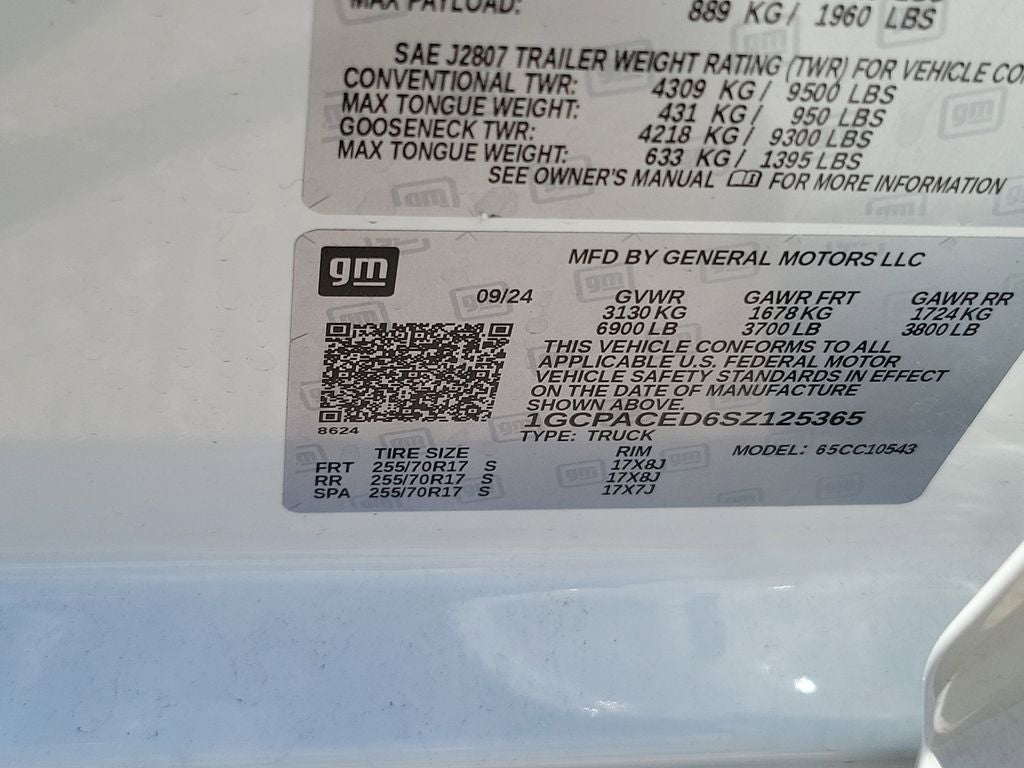 MAX PAYLOAD: 889 KG/ 1960 LBS
SAE J2807 TRAILER WEIGHT RATING (TWR) FOR VEHICLE CO
CONVENTIONAL TWR: 4309 KG/ 9500 LBS
MAX TONGUE WEIGHT: 431 KG/ 950 LBS
GOOSENECK TWR: 4218 KG/ 9300 LBS
MAX TONGUE WEIGHT: 633 KG/ 1395 LBS
SEE OWNER'S MANUAL FOR MORE INFORMATION
gm
MFD BY GENERAL MOTORS LLC
09/24 GVWR GAWR FRT GAWR RR
3130 KG 1678 KG 1724 KG
6900 LB 3700 LB 3800 LB
THIS VEHICLE CONFORMS TO ALL
APPLICABLE U.S. FEDERAL MOTOR
VEHICLE SAFETY STANDARDS IN EFFECT
ON THE DATE OF MANUFACTURE
SHOWN ABOVE.
1GCPACED6SZ125365
8624
TYPE: TRUCK
MODEL: 65CC10543
TIRE SIZE RIM
FRT 255/70R17 S 17X8J
RR 255/70R17 S 17X8J
SPA 255/70R17 S 17X7J